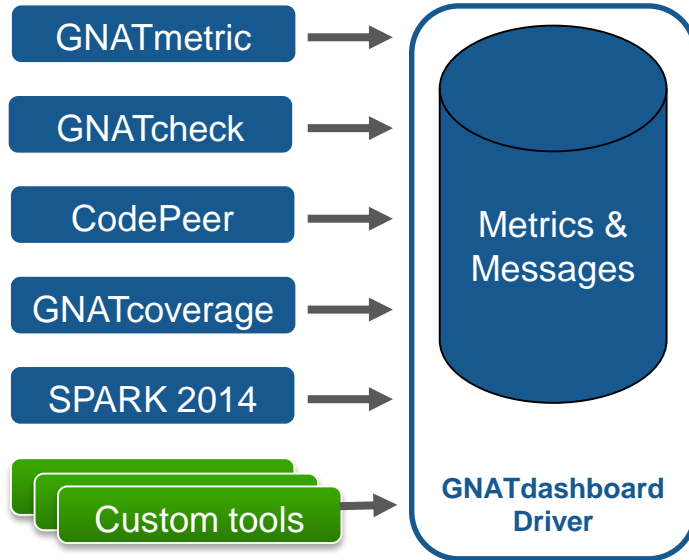 GNATmetric
GNATcheck
CodePeer
GNATcoverage
SPARK 2014
Custom tools
Metrics &
Messages
GNATdashboard
Driver